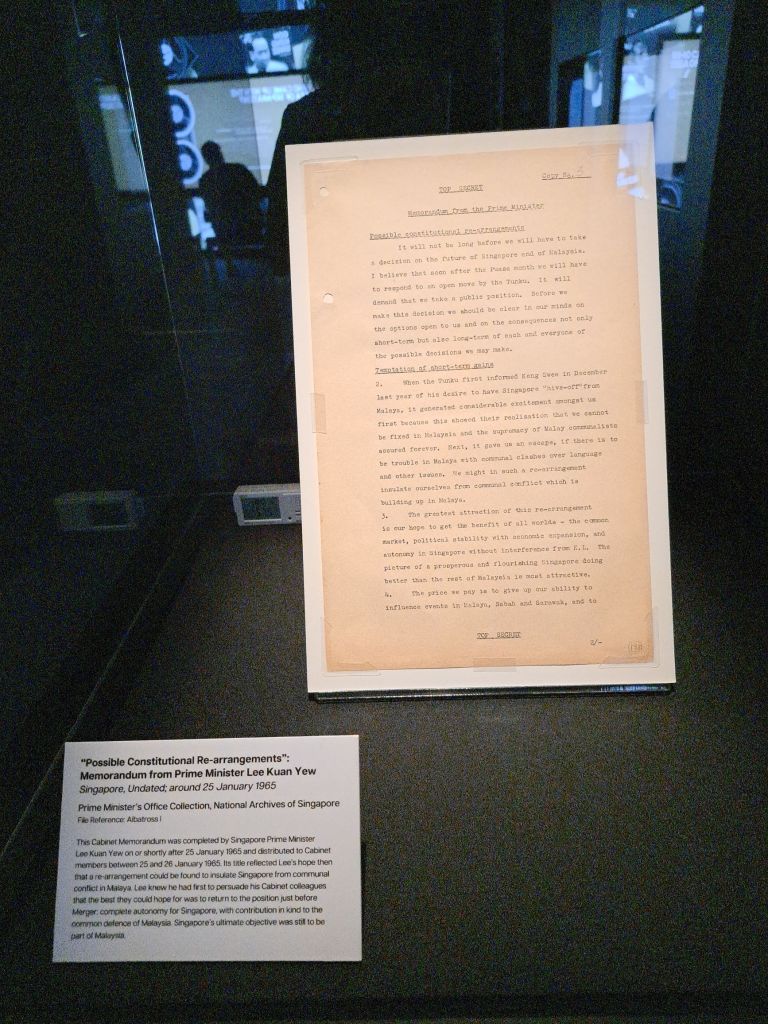 TOP SECRET
Copy No. 5
Memorandum from the Prime Minister
Possible constitutional re-arrangements
It will not be long before we will have to take
a decision on the future of Singapore and of Malaysia.
I believe that soon after the Puasa month we will have
to respond to an open move by the Tunku. It will
demand that we take a public position. Before we
make this decision we should be clear in our minds on
the options open to us and on the consequences not only
short-term but also long-term of each and everyone of
the possible decisions we may make.
Temptation of short-term gains
2. When the Tunku first informed Keng Swee in December
last year of his desire to have Singapore "hive-off" from
Malaya, it generated considerable excitement amongst us
first because this showed their realisation that we cannot
be fixed in Malaysia and the supremacy of Malay communalists
assured forever. Next, it gave us an escape, if there is to
be trouble in Malaya with communal clashes over language
and other issues. We might in such a re-arrangement
insulate ourselves from communal conflict which is
building up in Malaya.
3. The greatest attraction of this re-arrangement
is our hope to get the benefit of all worlds - the common
market, political stability with economic expansion, and
autonomy in Singapore without interference from K.L. The
picture of a prosperous and flourishing Singapore doing
better than the rest of Malaysia is most attractive.
4. The price we pay is to give up our ability to
influence events in Malaya, Sabah and Sarawak, and to
TOP SECRET
2/-
"Possible Constitutional Re-arrangements":
Memorandum from Prime Minister Lee Kuan Yew
Singapore, Undated; around 25 January 1965
Prime Minister's Office Collection, National Archives of Singapore
File Reference: Albatross I
This Cabinet Memorandum was completed by Singapore Prime Minister
Lee Kuan Yew on or shortly after 25 January 1965 and distributed to Cabinet
members between 25 and 26 January 1965. Its title reflected Lee's hope then
that a re-arrangement could be found to insulate Singapore from communal
conflict in Malaya. Lee knew he had first to persuade his Cabinet colleagues
that the best they could hope for was to return to the position just before
Merger: complete autonomy for Singapore, with contribution in kind to the
common defence of Malaysia. Singapore's ultimate objective was still to be
part of Malaysia.